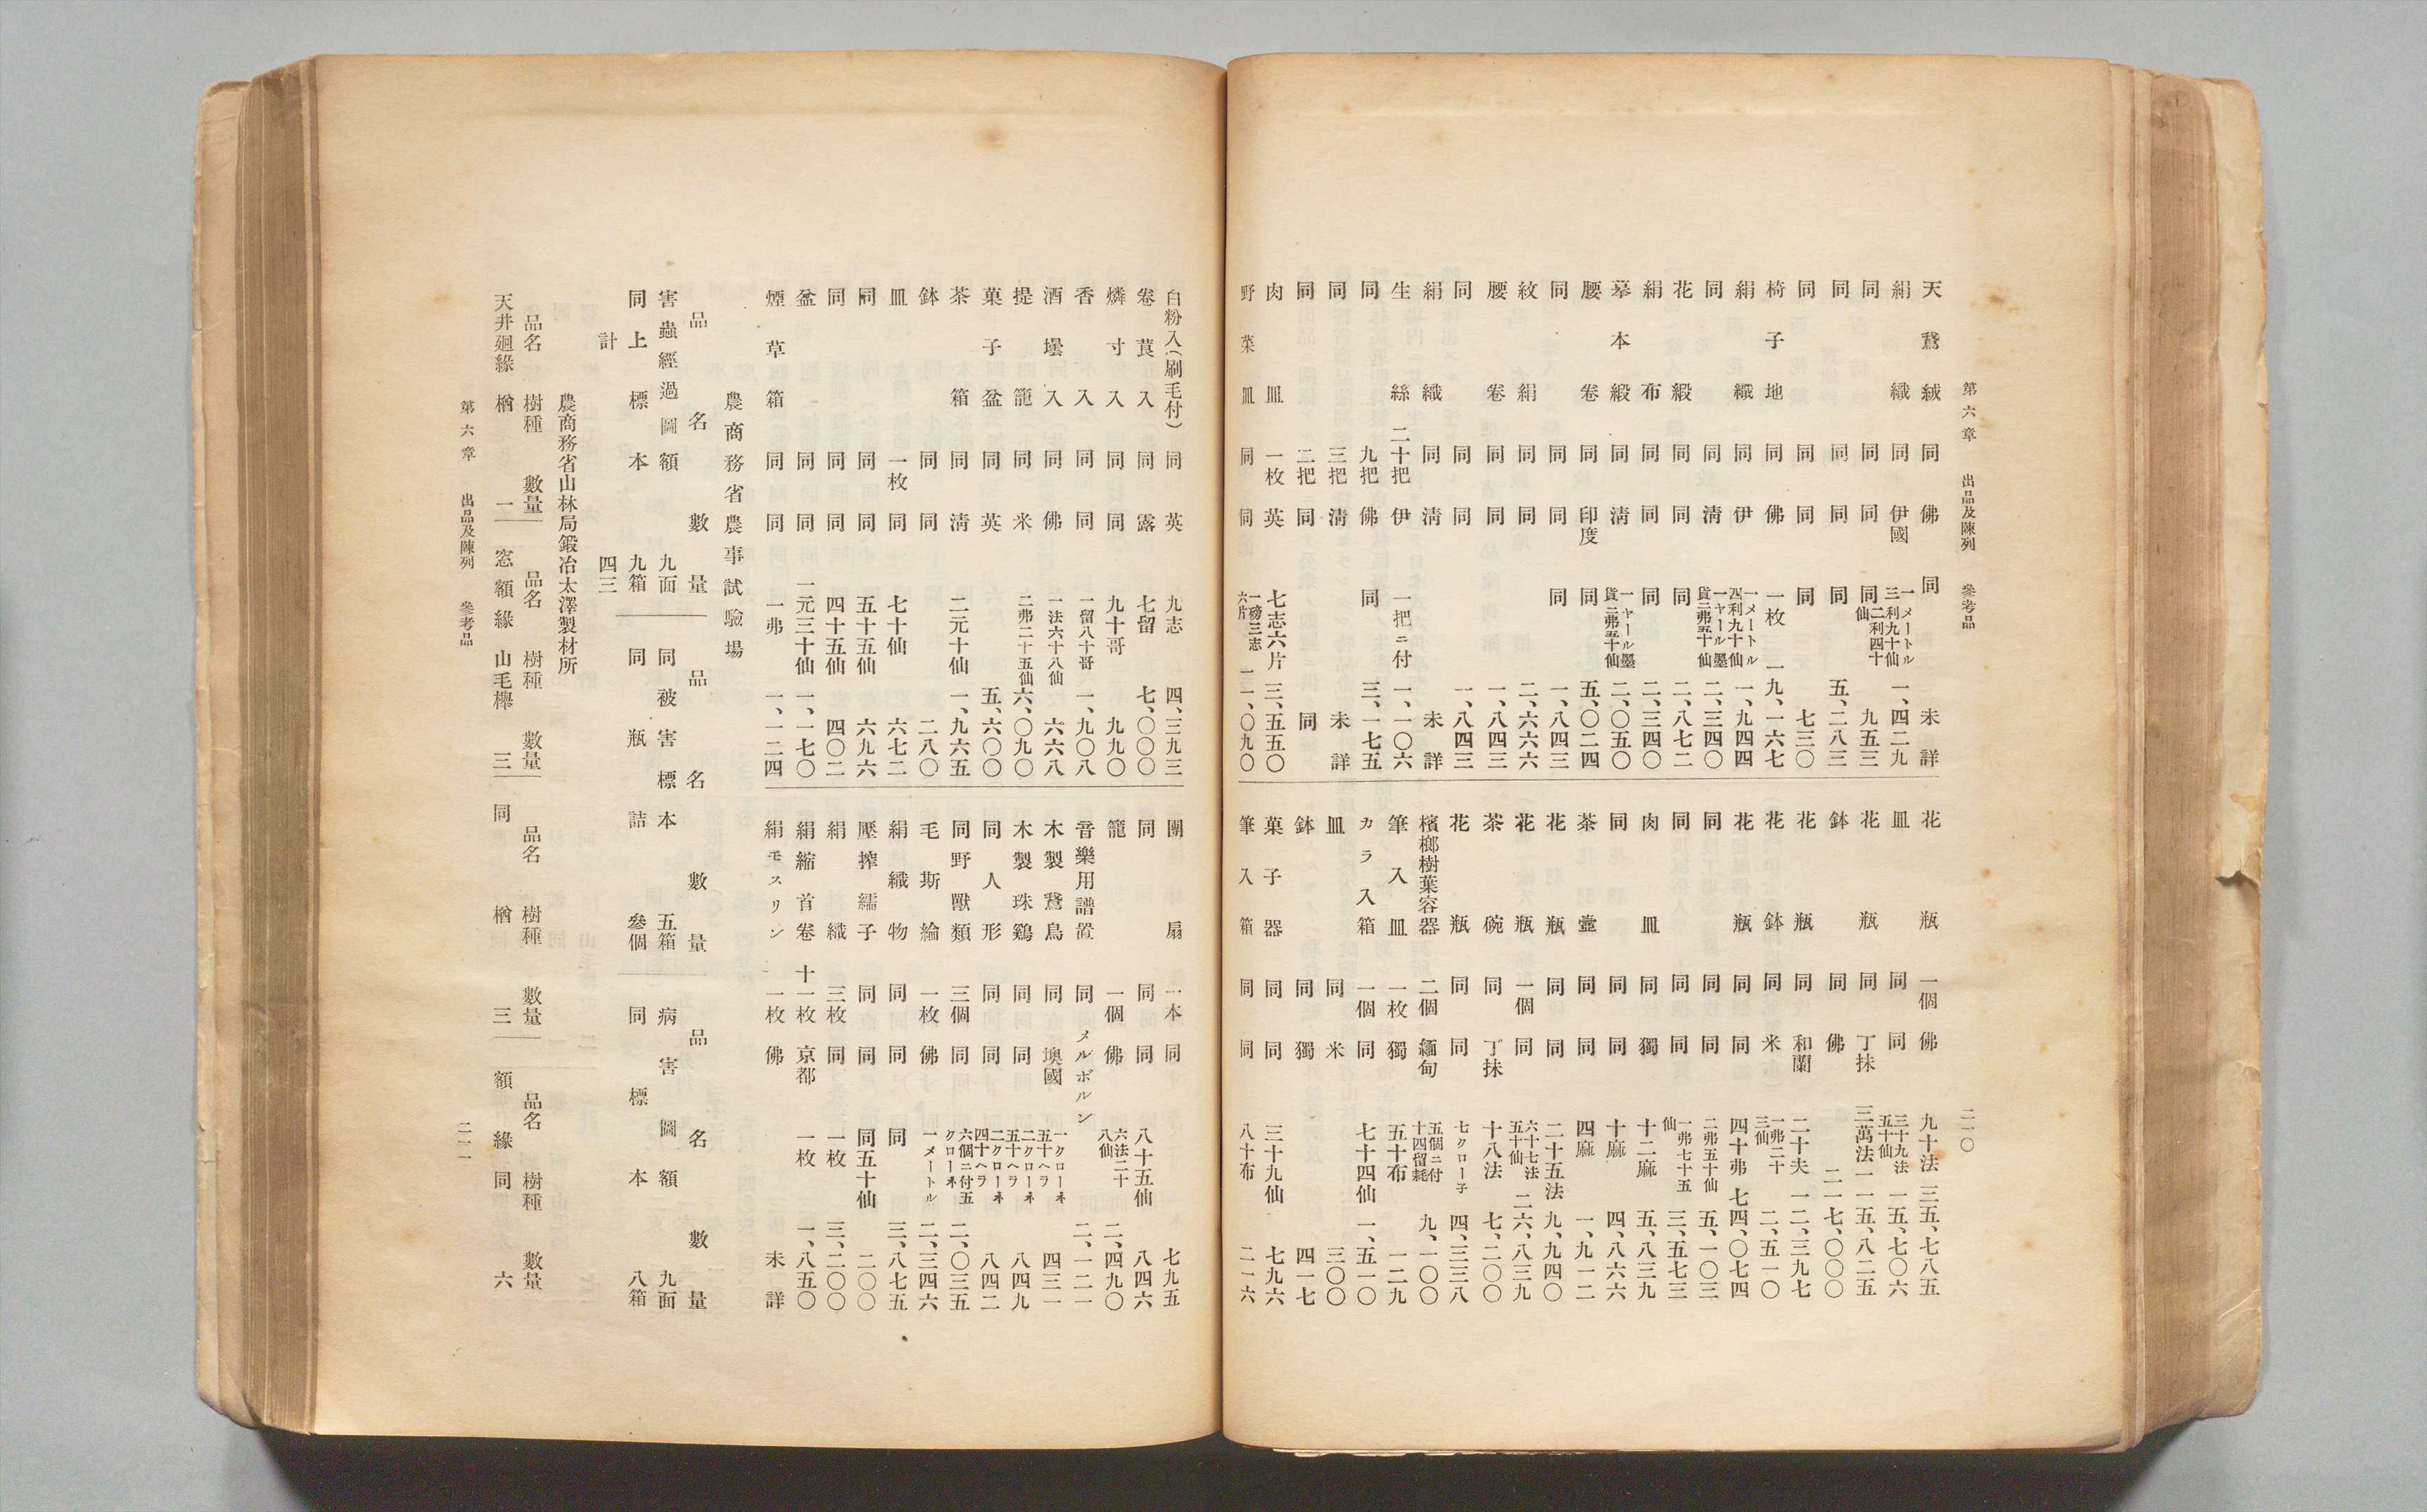 第六章 出品及陳列 參考品 二一〇
天鵞絨 同 佛 同 未詳
絹織 同 伊國 一メートル三利九十仙 一、四二九
同 同 同 同二利四十仙 九五三
同 同 同 同 五、二八三
同 同 同 同 七三〇
椅子地 同 佛 一枚 一九、一六七
絹織 同 伊 一メートル四利九十仙 一、九四四
同 同 清 一ヤール墨貨三弗五十仙 二、三四〇
花緞 同 同 同 二、八七二
絹布 同 同 同 二、三四〇
摹本緞 同 清 一ヤール墨貨二弗五十仙 二、〇五〇
腰卷 同 印度 同 五、〇二四
同 同 同 同 一、八四三
紋絹 同 同 二、六六六
腰卷 同 同 一、八四三
同 同 同 一、八四三
絹織 同 清 未詳
生絲 二十把 伊 一把ニ付 一、一〇六
同 九把 佛 同 三、一七五
同 三把 清 未詳
同 二把 同 同
肉皿 一枚 英 七志六片 三、五五〇
野菜皿 同 同 一磅三志六片 一一、〇九〇
花瓶 一個 佛 九十法 三五、七八五
皿 同 同 三十九法五十仙 一五、七〇六
花瓶 同 丁抹 三萬法 一一五、八二五
鉢 同 佛 二一七、〇〇〇
花瓶 同 和蘭 二十夫 一二、三九七
花鉢 同 米 一弗二十三仙 二、五一〇
花瓶 同 同 四十弗 七四、〇七四
同 同 同 二弗五十仙 五、一〇三
同 同 同 一弗七十五仙 三、五七三
肉皿 同 獨 十二麻 五、八三九
同 同 同 十麻 四、八六六
茶壺 同 同 四麻 一、九一二
花瓶 同 同 二十五法 九、九四〇
花瓶 一個 同 六十七法五十仙 二六、八三九
茶碗 同 丁抹 十八法 七、二〇〇
花瓶 同 同 七クローチ 四、三三八
檳榔樹葉容器 二個 緬甸 五個ニ付十四留耗 九、一〇〇
筆入皿 一枚 獨 五十布 一二九
カラ入箱 一個 同 七十四仙 一、五一〇
皿 同 米 三〇〇
鉢 同 獨 四一七
菓子器 同 同 三十九仙 七九六
筆入箱 同 同 八十布 二一六
白粉入(刷毛付) 同 英 九志 四、三九三
卷莨入 同 露 七留 七、〇〇〇
燐寸入 同 同 九十哥 九九〇
香入 同 同 一留八十哥 一、九〇八
酒壜入 同 佛 一法六十八仙 六六八
提籠 同 米 二弗二十五仙 六、〇九〇
菓子盆 同 英 五、六〇〇
茶箱 同 淸 二元十仙 一、九六五
鉢 同 同 二八〇
皿 一枚 同 七十仙 六七二
同 同 同 五十五仙 六九六
同 同 同 四十五仙 四〇二
盆 同 同 一元三十仙 一、一七〇
煙草箱 同 同 一弗 一、一二四
團扇 一本 同 七九五
同 同 同 八十五仙 八四六
籠 一個 佛 六法二十八仙 二、四九〇
音樂用譜置 同 メルボルン 二、一二一
木製鵞鳥 同 墺國 一クローネ五十ヘラ 四三一
木製珠鷄 同 同 二クローネ五十ヘラ 八四九
同人形 同 同 二クローネ四十ヘラ 八四二
同野獸類 三個 同 六個ニ付五クローネ 二、〇三五
毛斯綸 一枚 佛 一メートル 二、三四六
絹織物 同 同 同 三、八七五
壓搾繻子 同 同 同五十仙 二〇〇
絹織 三枚 同 一枚 三、二〇〇
絹縮首卷 十一枚 京都 一枚 一、八五〇
絹モスリン 一枚 佛 未詳
農商務省農事試驗場
品名 數量 品名 數量 品名 數量
害蟲經過圖額 九面 同被害標本 五箱 病害圖額 九面
同上標本 九箱 同瓶詰 參個 同標本 八箱
計 四三
農商務省山林局鍛冶太澤製材所
品名 樹種 數量 品名 樹種 數量 品名 樹種 數量 品名 樹種 數量
天井廻緣 楢 一 窓額緣 山毛欅 三 同 楢 三 額緣 同 六
第六章 出品及陳列 參考品 二一一